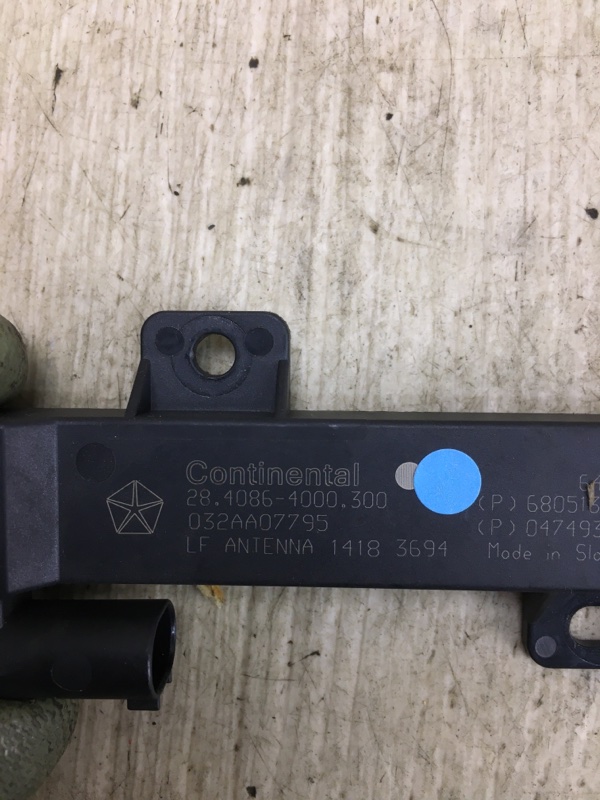 Continental
28.4086-4000.300
032AA07795
LF ANTENNA 1418 3694
(P) 680516
(P) 047493
Made in Slo